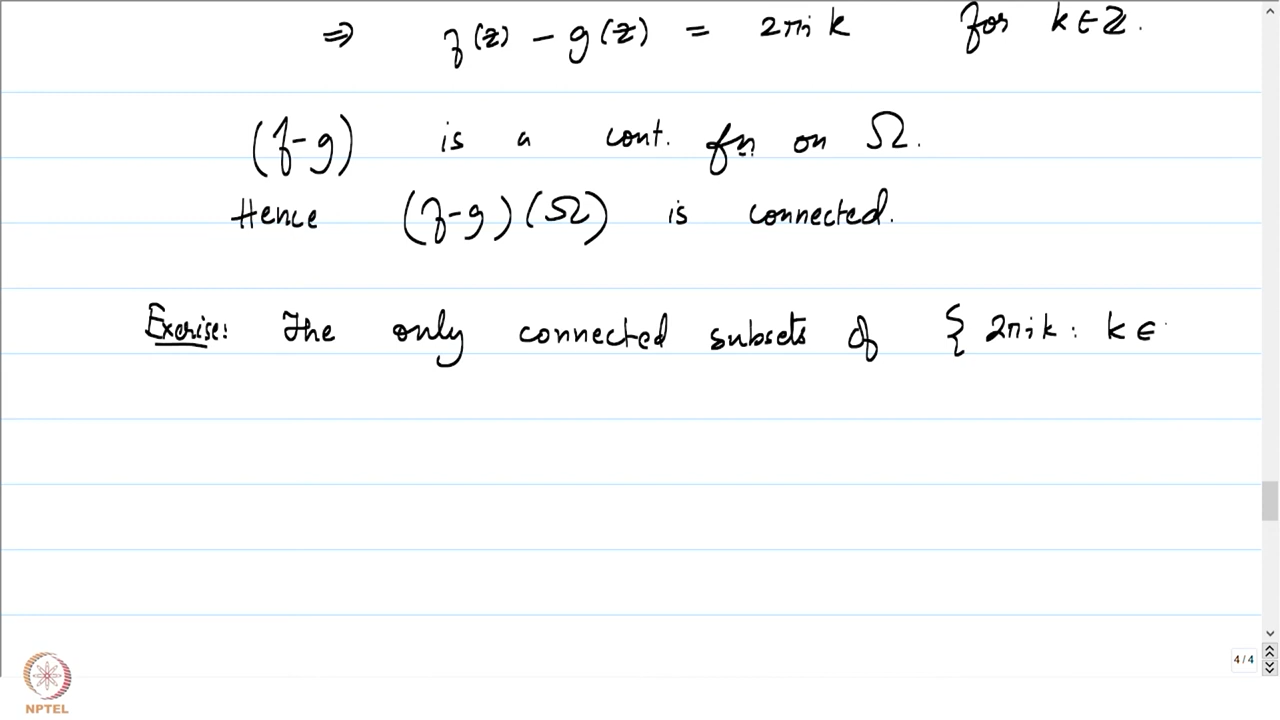 ⇒ f(z) - g(z) = 2πik for k ∈ ℤ.
(f-g) is a cont. fn on Ω.
Hence (f-g)(Ω) is connected.
Exercise: The only connected subsets of { 2πik : k ∈
4 / 4
NPTEL